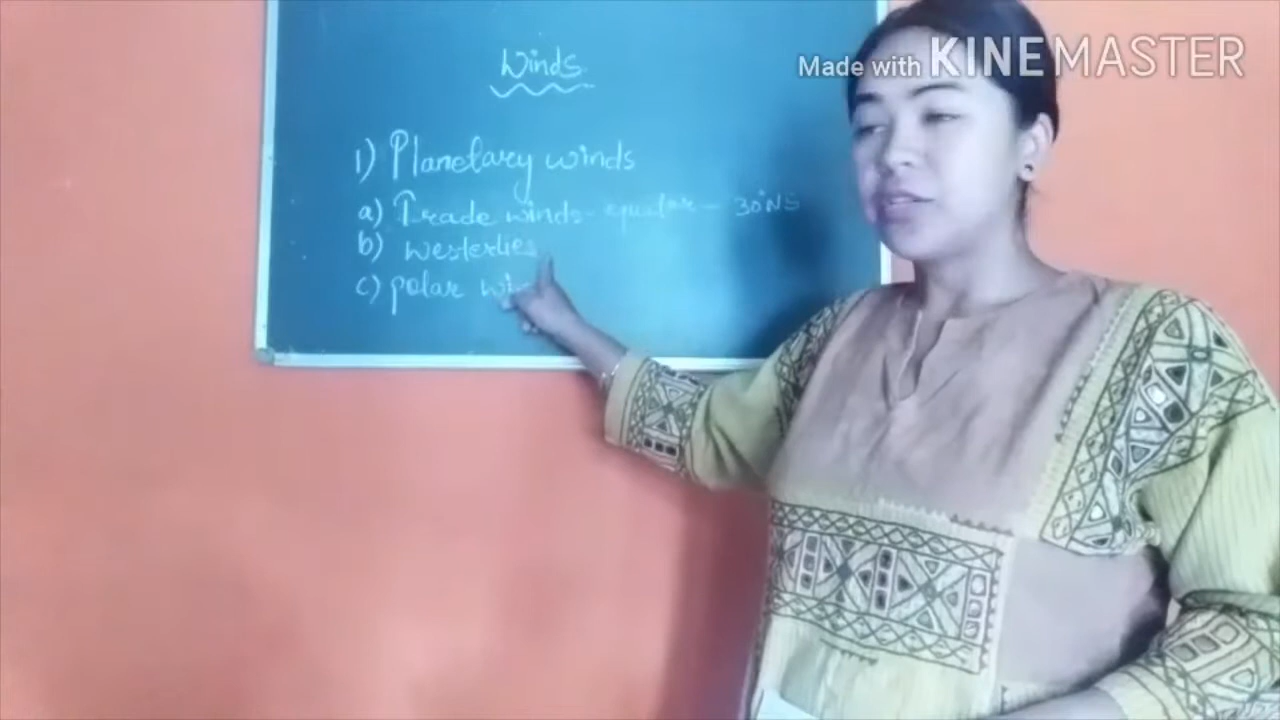 Made with KINEMASTER
Winds
1) Planetary winds
a) Trade winds - equator - 30°NS
b) westerlies
c) polar